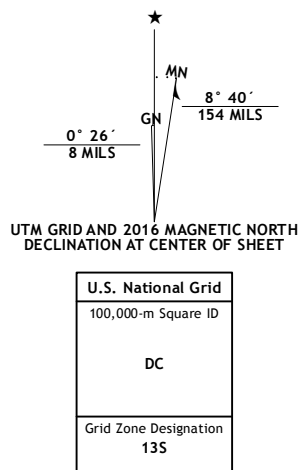 ★
MN
GN
8° 40´
154 MILS
0° 26´
8 MILS
UTM GRID AND 2016 MAGNETIC NORTH
DECLINATION AT CENTER OF SHEET
U.S. National Grid
100,000-m Square ID
DC
Grid Zone Designation
13S